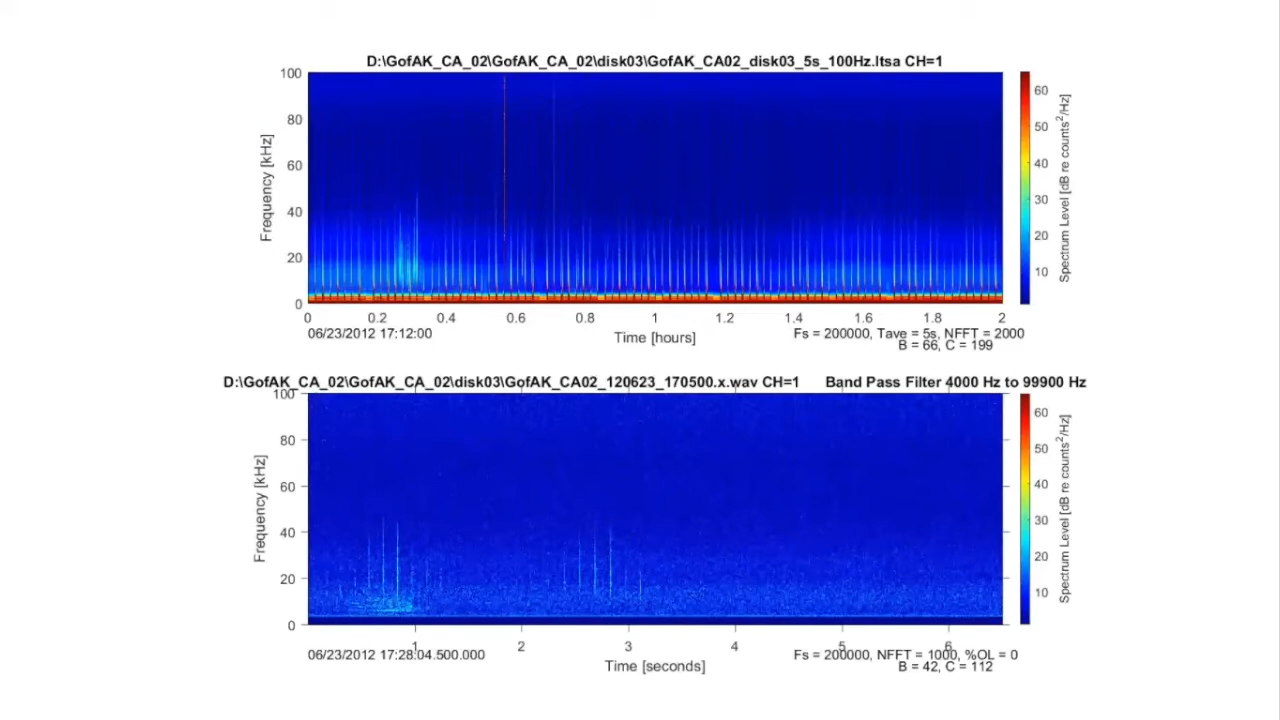 D:\GofAK_CA_02\GofAK_CA_02\disk03\GofAK_CA02_disk03_5s_100Hz.ltsa CH=1
100
80
60
40
20
0
Frequency [kHz]
0 0.2 0.4 0.6 0.8 1 1.2 1.4 1.6 1.8 2
Time [hours]
06/23/2012 17:12:00
Fs = 200000, Tave = 5s, NFFT = 2000
B = 66, C = 199
60
50
40
30
20
10
Spectrum Level [dB re counts²/Hz]
D:\GofAK_CA_02\GofAK_CA_02\disk03\GofAK_CA02_120623_170500.x.wav CH=1 Band Pass Filter 4000 Hz to 99900 Hz
100
80
60
40
20
0
Frequency [kHz]
1 2 3 4 5 6
Time [seconds]
06/23/2012 17:28:04.500.000
Fs = 200000, NFFT = 1000, %OL = 0
B = 42, C = 112
60
50
40
30
20
10
Spectrum Level [dB re counts²/Hz]